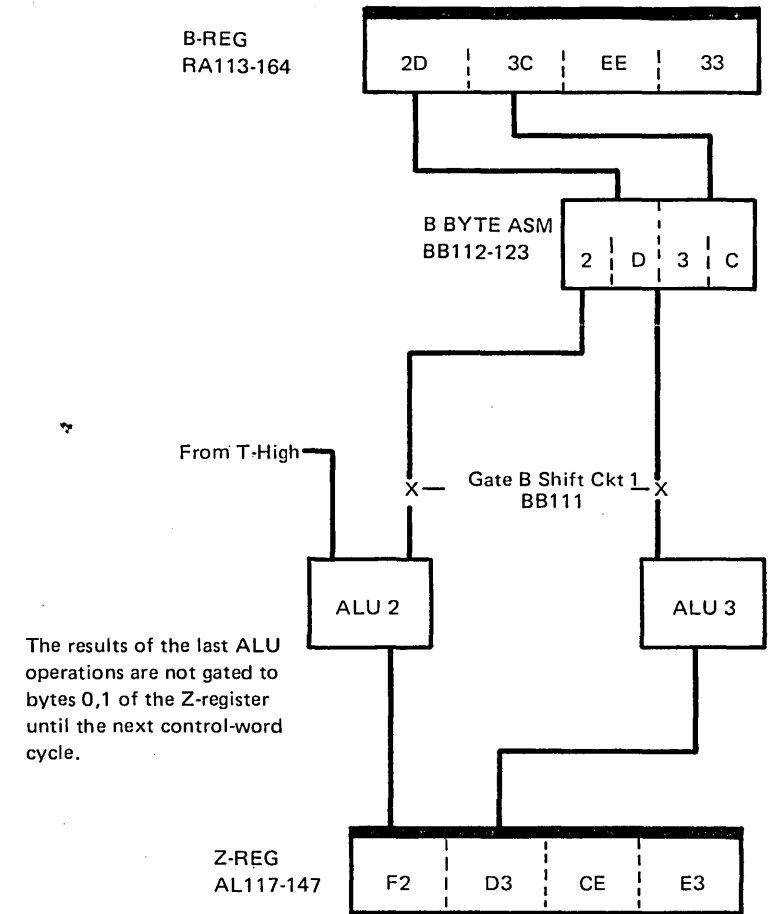 B-REG
RA113-164
2D 3C EE 33
B BYTE ASM
BB112-123
2 D 3 C
From T-High
X Gate B Shift Ckt 1 X
BB111
ALU 2
ALU 3
The results of the last ALU
operations are not gated to
bytes 0,1 of the Z-register
until the next control-word
cycle.
Z-REG
AL117-147
F2 D3 CE E3